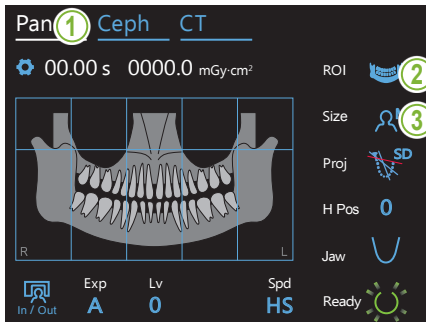 Pan 1 Ceph CT
00.00 s 0000.0 mGy·cm²
ROI 2
Size 3
Proj SD
H Pos 0
R L
Jaw
Exp Lv Spd
In / Out A 0 HS
Ready